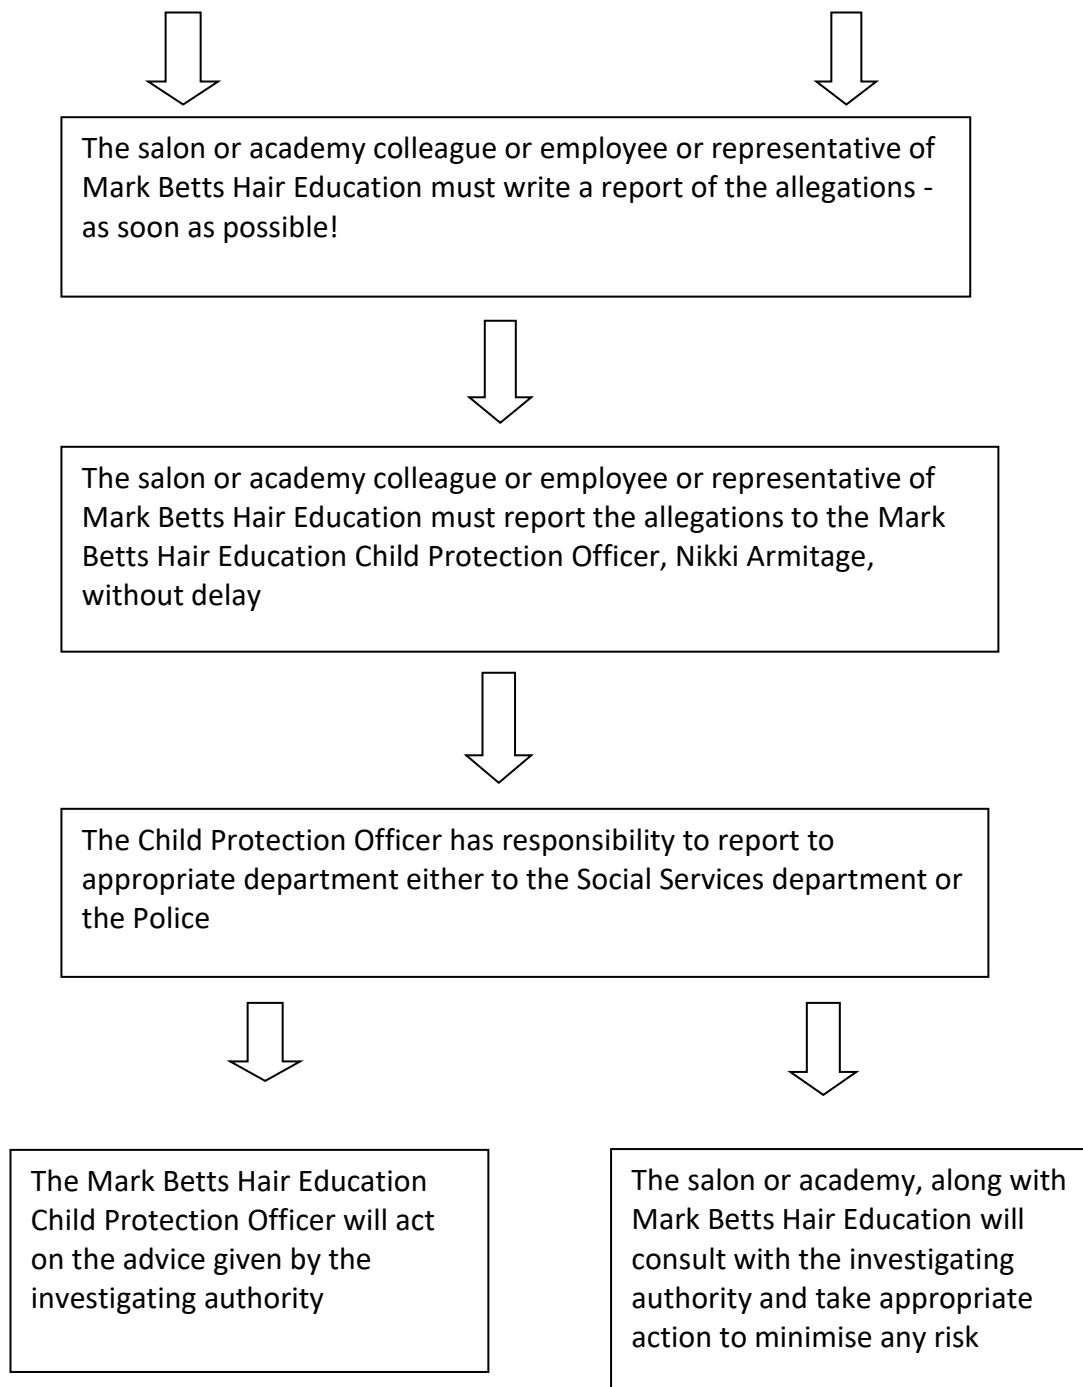 The salon or academy colleague or employee or representative of
Mark Betts Hair Education must write a report of the allegations -
as soon as possible!
The salon or academy colleague or employee or representative of
Mark Betts Hair Education must report the allegations to the Mark
Betts Hair Education Child Protection Officer, Nikki Armitage,
without delay
The Child Protection Officer has responsibility to report to
appropriate department either to the Social Services department or
the Police
The Mark Betts Hair Education
Child Protection Officer will act
on the advice given by the
investigating authority
The salon or academy, along with
Mark Betts Hair Education will
consult with the investigating
authority and take appropriate
action to minimise any risk